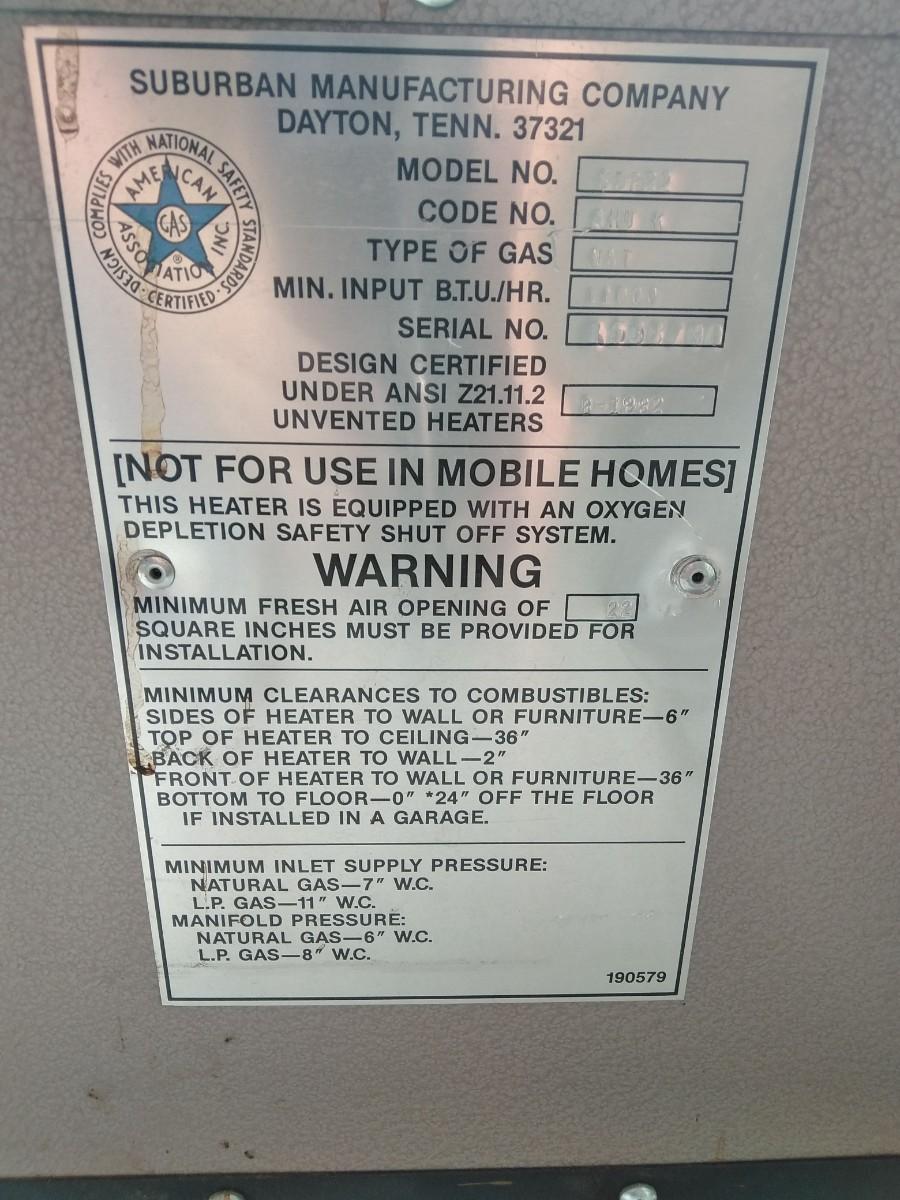 SUBURBAN MANUFACTURING COMPANY
DAYTON, TENN. 37321
DESIGN COMPLIES WITH NATIONAL SAFETY STANDARDS · CERTIFIED ·
AMERICAN GAS ASSOCIATION INC.
GAS
®
MODEL NO.
CODE NO.
TYPE OF GAS NAT
MIN. INPUT B.T.U./HR.
SERIAL NO.
DESIGN CERTIFIED
UNDER ANSI Z21.11.2
UNVENTED HEATERS
[NOT FOR USE IN MOBILE HOMES]
THIS HEATER IS EQUIPPED WITH AN OXYGEN
DEPLETION SAFETY SHUT OFF SYSTEM.
WARNING
MINIMUM FRESH AIR OPENING OF 22
SQUARE INCHES MUST BE PROVIDED FOR
INSTALLATION.
MINIMUM CLEARANCES TO COMBUSTIBLES:
SIDES OF HEATER TO WALL OR FURNITURE—6″
TOP OF HEATER TO CEILING—36″
BACK OF HEATER TO WALL—2″
FRONT OF HEATER TO WALL OR FURNITURE—36″
BOTTOM TO FLOOR—0″ *24″ OFF THE FLOOR
IF INSTALLED IN A GARAGE.
MINIMUM INLET SUPPLY PRESSURE:
NATURAL GAS—7″ W.C.
L.P. GAS—11″ W.C.
MANIFOLD PRESSURE:
NATURAL GAS—6″ W.C.
L.P. GAS—8″ W.C.
190579